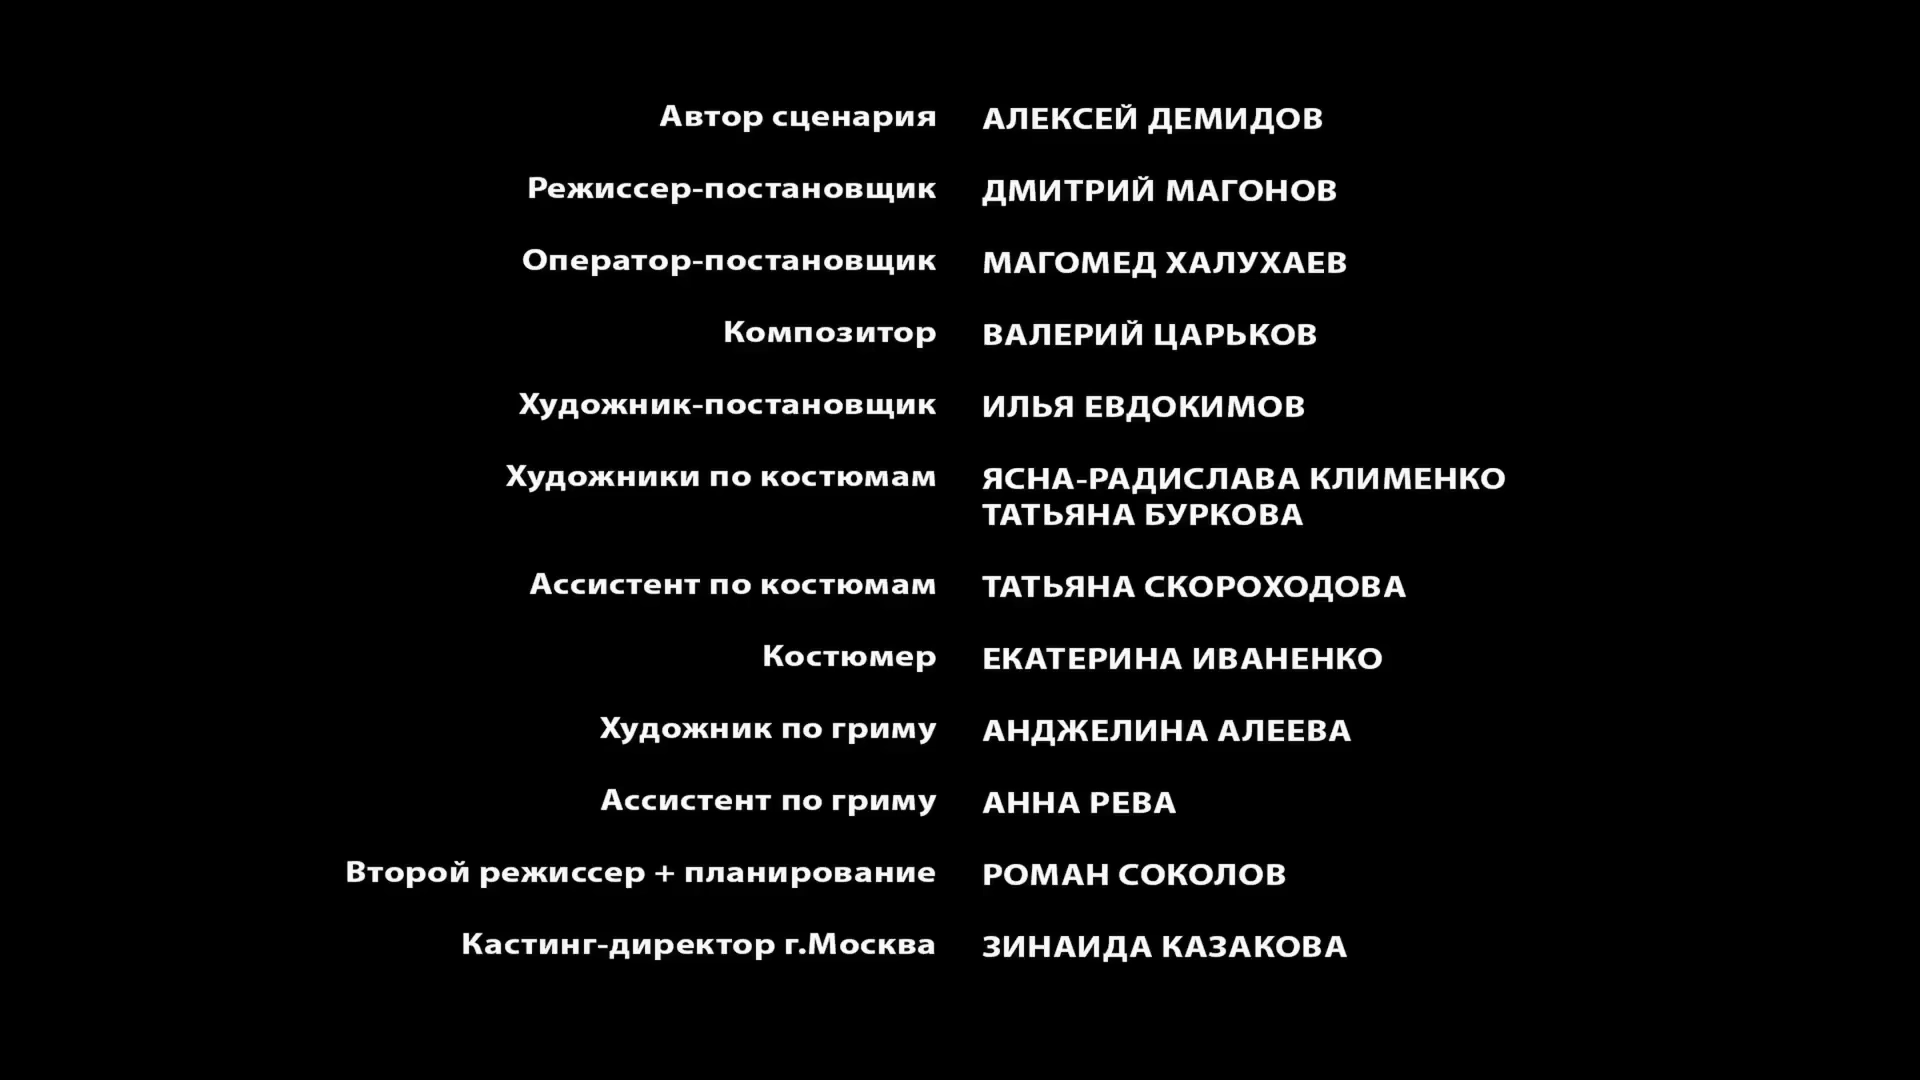 Автор сценария АЛЕКСЕЙ ДЕМИДОВ
Режиссер-постановщик ДМИТРИЙ МАГОНОВ
Оператор-постановщик МАГОМЕД ХАЛУХАЕВ
Композитор ВАЛЕРИЙ ЦАРЬКОВ
Художник-постановщик ИЛЬЯ ЕВДОКИМОВ
Художники по костюмам ЯСНА-РАДИСЛАВА КЛИМЕНКО
ТАТЬЯНА БУРКОВА
Ассистент по костюмам ТАТЬЯНА СКОРОХОДОВА
Костюмер ЕКАТЕРИНА ИВАНЕНКО
Художник по гриму АНДЖЕЛИНА АЛЕЕВА
Ассистент по гриму АННА РЕВА
Второй режиссер + планирование РОМАН СОКОЛОВ
Кастинг-директор г.Москва ЗИНАИДА КАЗАКОВА